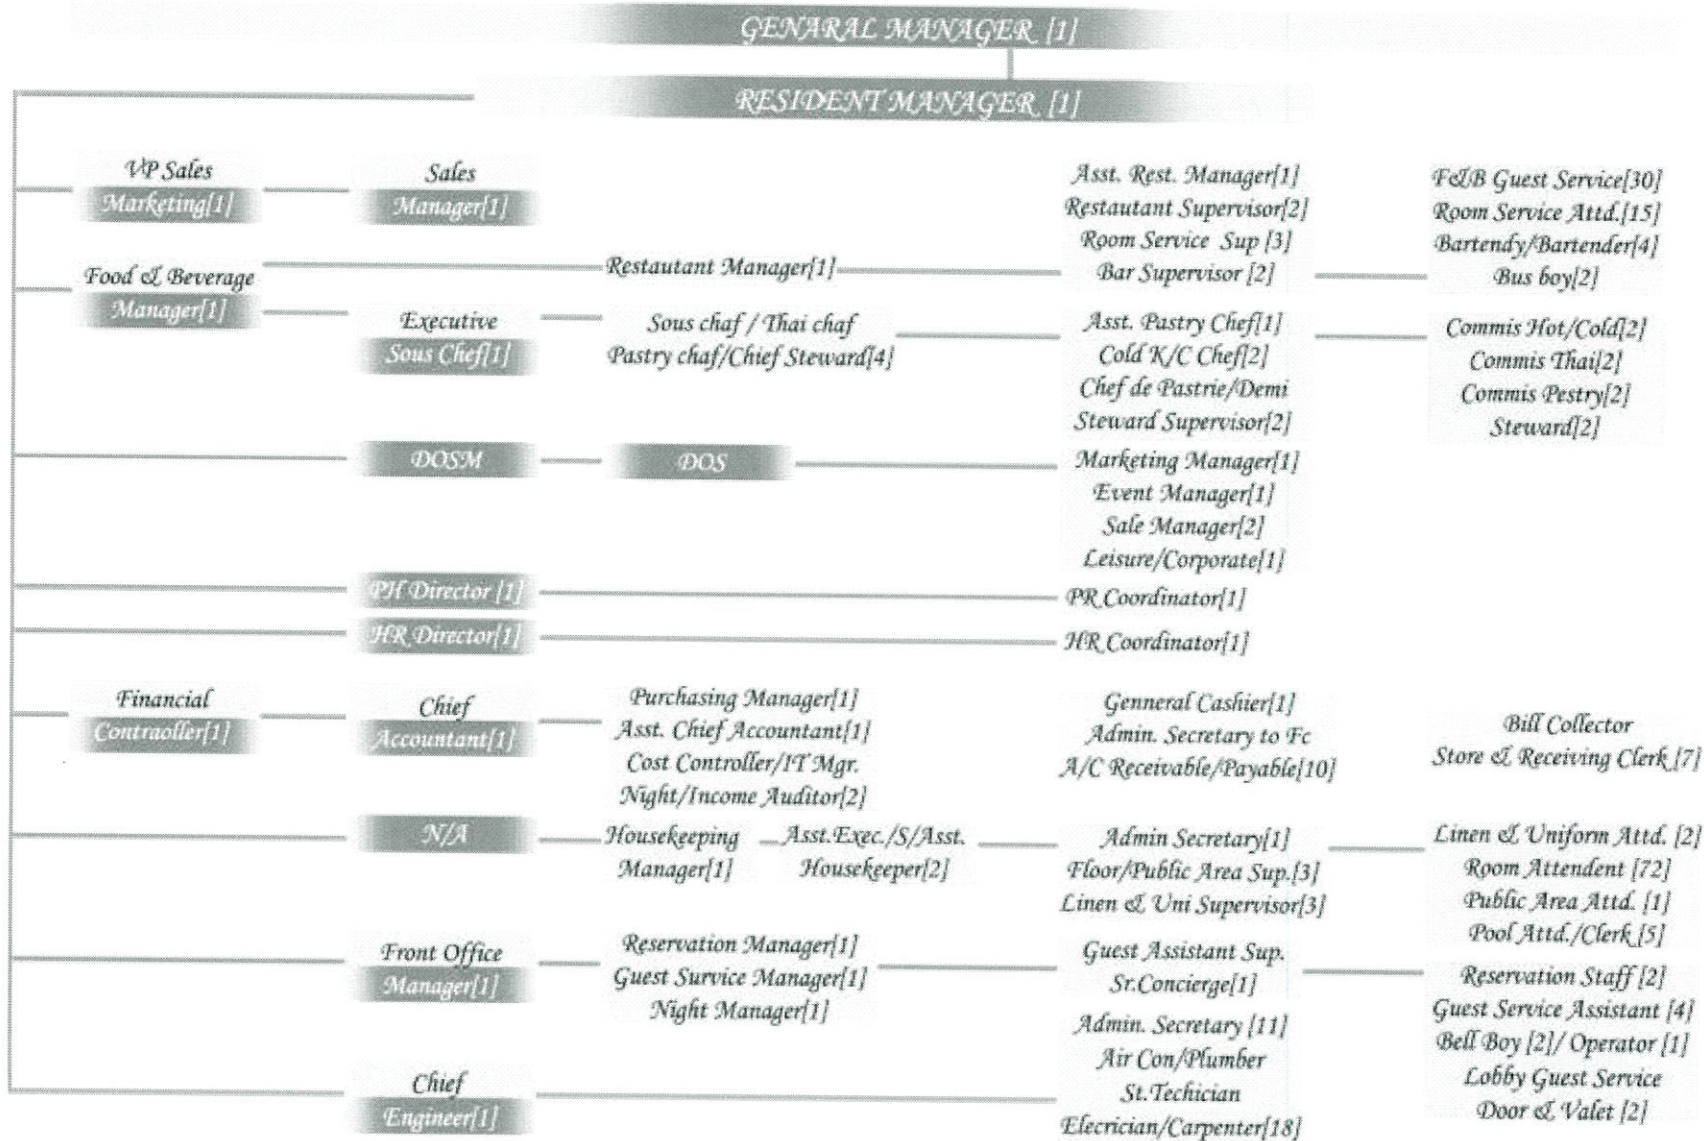 GENARAL MANAGER [1]
RESIDENT MANAGER [1]
VP Sales
Marketing[1]
Sales
Manager[1]
Asst. Rest. Manager[1]
Restautant Supervisor[2]
Room Service Sup [3]
Bar Supervisor [2]
F&B Guest Service[30]
Room Service Attd.[15]
Bartendy/Bartender[4]
Bus boy[2]
Food & Beverage
Manager[1]
Restautant Manager[1]
Executive
Sous Chef[1]
Sous chaf / Thai chaf
Pastry chaf/Chief Steward[4]
Asst. Pastry Chef[1]
Cold K/C Chef[2]
Chef de Pastrie/Demi
Steward Supervisor[2]
Commis Hot/Cold[2]
Commis Thai[2]
Commis Pestry[2]
Steward[2]
DOSM
DOS
Marketing Manager[1]
Event Manager[1]
Sale Manager[2]
Leisure/Corporate[1]
PH Director [1]
PR Coordinator[1]
HR Director[1]
HR Coordinator[1]
Financial
Contraoller[1]
Chief
Accountant[1]
Purchasing Manager[1]
Asst. Chief Accountant[1]
Cost Controller/IT Mgr.
Night/Income Auditor[2]
Genneral Cashier[1]
Admin. Secretary to Fc
A/C Receivable/Payable[10]
Bill Collector
Store & Receiving Clerk [7]
N/A
Housekeeping
Manager[1]
Asst.Exec./S/Asst.
Housekeeper[2]
Admin Secretary[1]
Floor/Public Area Sup.[3]
Linen & Uni Supervisor[3]
Linen & Uniform Attd. [2]
Room Attendent [72]
Public Area Attd. [1]
Pool Attd./Clerk [5]
Front Office
Manager[1]
Reservation Manager[1]
Guest Survice Manager[1]
Night Manager[1]
Guest Assistant Sup.
Sr.Concierge[1]
Reservation Staff [2]
Guest Service Assistant [4]
Bell Boy [2]/ Operator [1]
Lobby Guest Service
Door & Valet [2]
Chief
Engineer[1]
Admin. Secretary [11]
Air Con/Plumber
St.Techician
Elecrician/Carpenter[18]